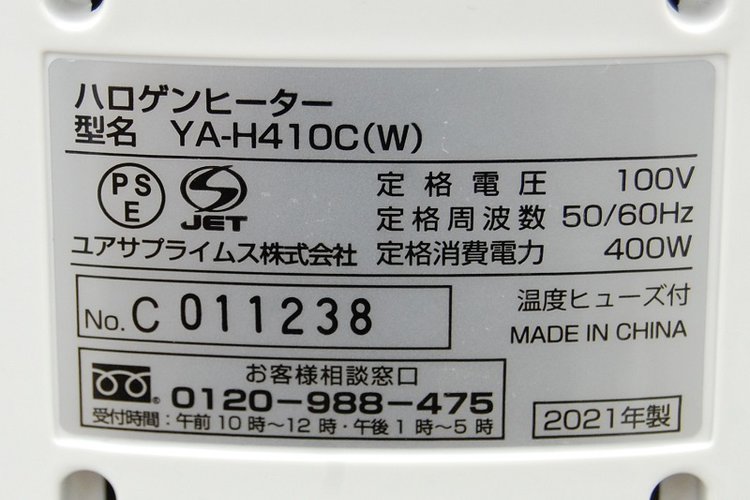 ハロゲンヒーター
型名 YA-H410C(W)
PS
E
JET
定格電圧 100V
定格周波数 50/60Hz
ユアサプライムス株式会社 定格消費電力 400W
No. C 011238
温度ヒューズ付
MADE IN CHINA
お客様相談窓口
0120-988-475
受付時間:午前10時~12時・午後1時~5時
2021年製